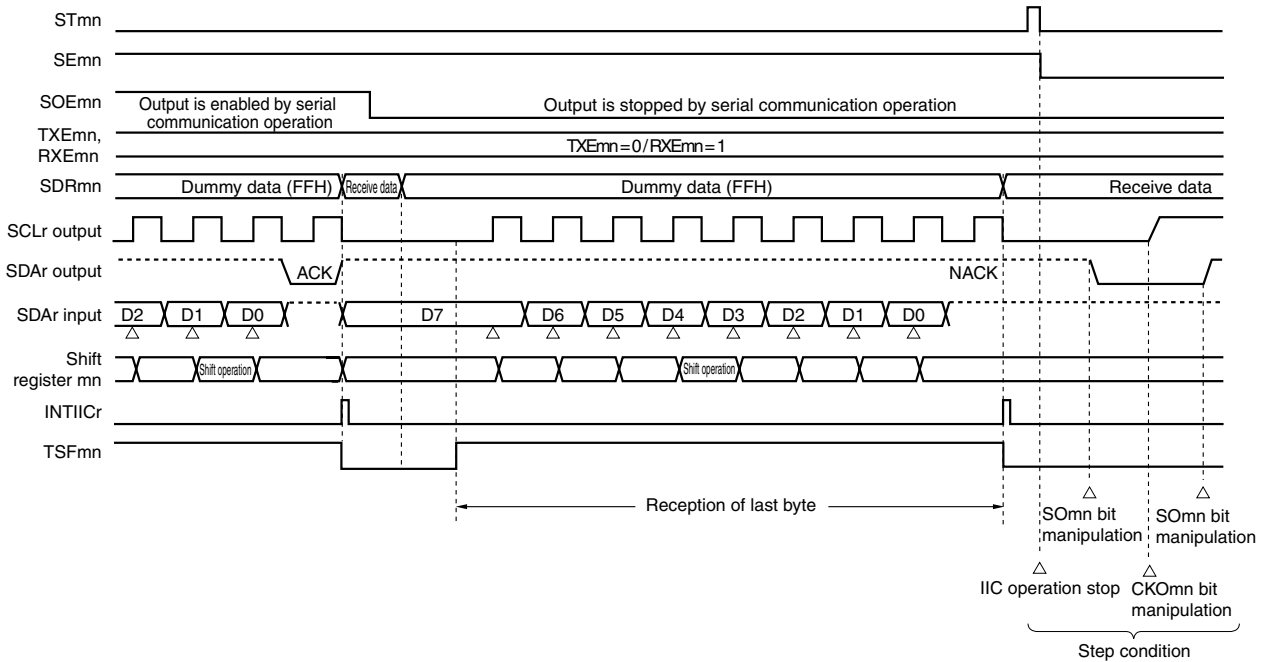 STmn
SEmn
SOEmn
Output is enabled by serial
communication operation
Output is stopped by serial communication operation
TXEmn,
RXEmn
TXEmn=0/RXEmn=1
SDRmn
Dummy data (FFH)
Receive data
Dummy data (FFH)
Receive data
SCLr output
SDAr output
ACK
NACK
SDAr input
D2
D1
D0
D7
D6
D5
D4
D3
D2
D1
D0
Shift
register mn
Shift operation
Shift operation
INTIICr
TSFmn
Reception of last byte
SOmn bit
manipulation
SOmn bit
manipulation
IIC operation stop
CKOmn bit
manipulation
Step condition